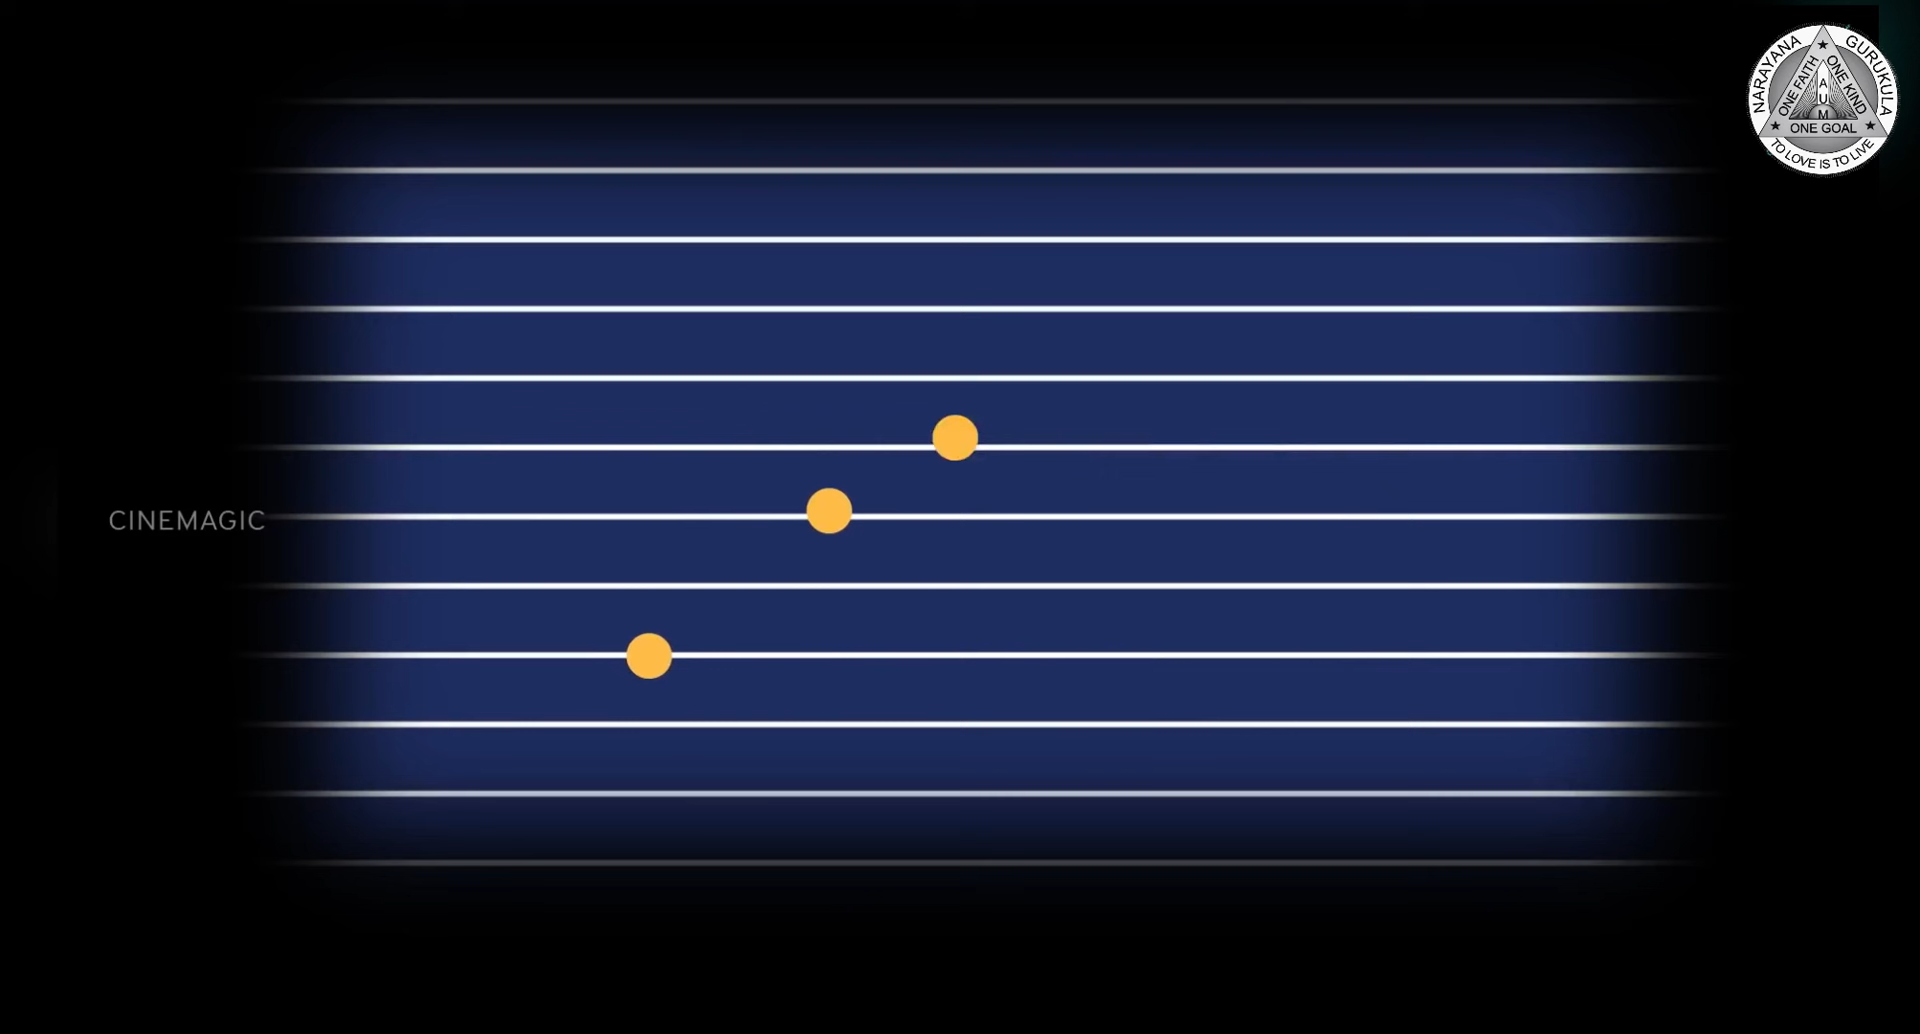 NARAYANA GURUKULA
ONE FAITH
ONE KIND
A
U
M
ONE GOAL
TO LOVE IS TO LIVE
CINEMAGIC